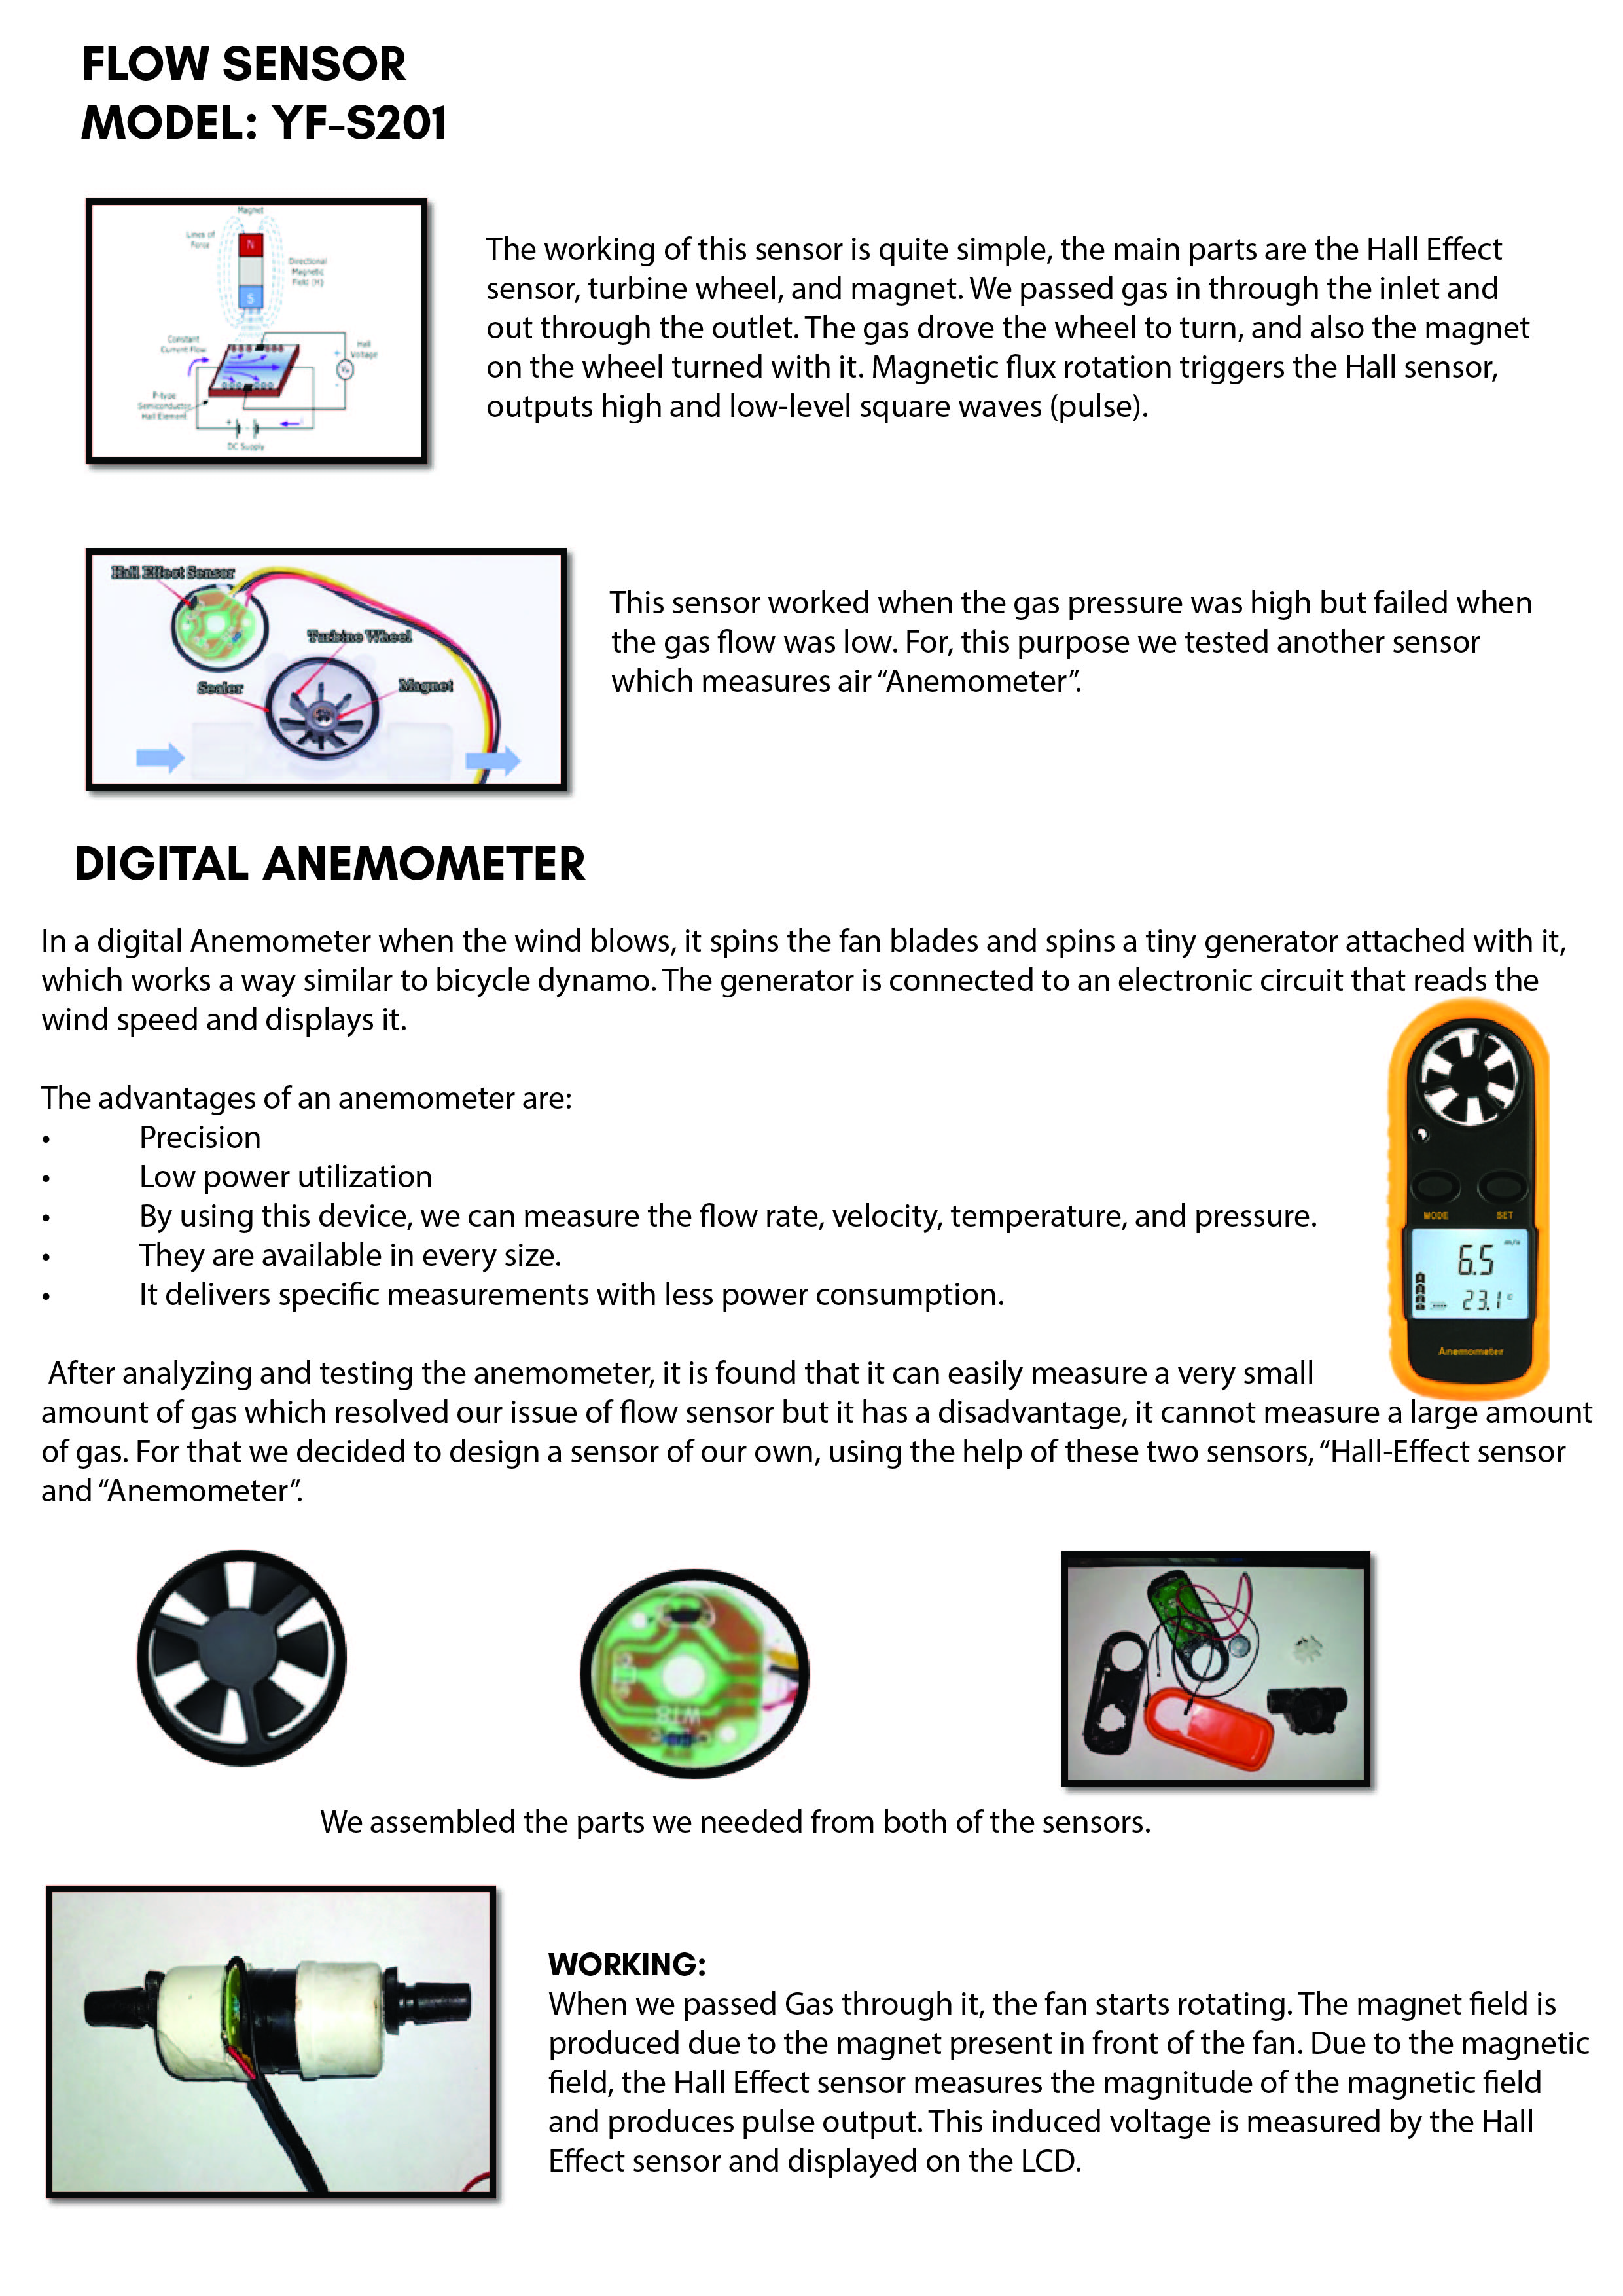 FLOW SENSOR
MODEL: YF-S201
Magnet
Lines of
Force
N
Directional
Magnetic
Field (H)
S
Constant
Current Flow
Hall
Voltage
+
V
-
P-type
Semiconductor
Hall Element
+
-
DC Supply
The working of this sensor is quite simple, the main parts are the Hall Effect
sensor, turbine wheel, and magnet. We passed gas in through the inlet and
out through the outlet. The gas drove the wheel to turn, and also the magnet
on the wheel turned with it. Magnetic flux rotation triggers the Hall sensor,
outputs high and low-level square waves (pulse).
Hall Effect Sensor
Turbine Wheel
Sealer
Magnet
This sensor worked when the gas pressure was high but failed when
the gas flow was low. For, this purpose we tested another sensor
which measures air “Anemometer”.
DIGITAL ANEMOMETER
In a digital Anemometer when the wind blows, it spins the fan blades and spins a tiny generator attached with it,
which works a way similar to bicycle dynamo. The generator is connected to an electronic circuit that reads the
wind speed and displays it.
The advantages of an anemometer are:
• Precision
• Low power utilization
• By using this device, we can measure the flow rate, velocity, temperature, and pressure.
• They are available in every size.
• It delivers specific measurements with less power consumption.
MODE SET
m/s
6.5
23.1 °C
Anemometer
After analyzing and testing the anemometer, it is found that it can easily measure a very small
amount of gas which resolved our issue of flow sensor but it has a disadvantage, it cannot measure a large amount
of gas. For that we decided to design a sensor of our own, using the help of these two sensors, “Hall-Effect sensor
and “Anemometer”.
We assembled the parts we needed from both of the sensors.
WORKING:
When we passed Gas through it, the fan starts rotating. The magnet field is
produced due to the magnet present in front of the fan. Due to the magnetic
field, the Hall Effect sensor measures the magnitude of the magnetic field
and produces pulse output. This induced voltage is measured by the Hall
Effect sensor and displayed on the LCD.